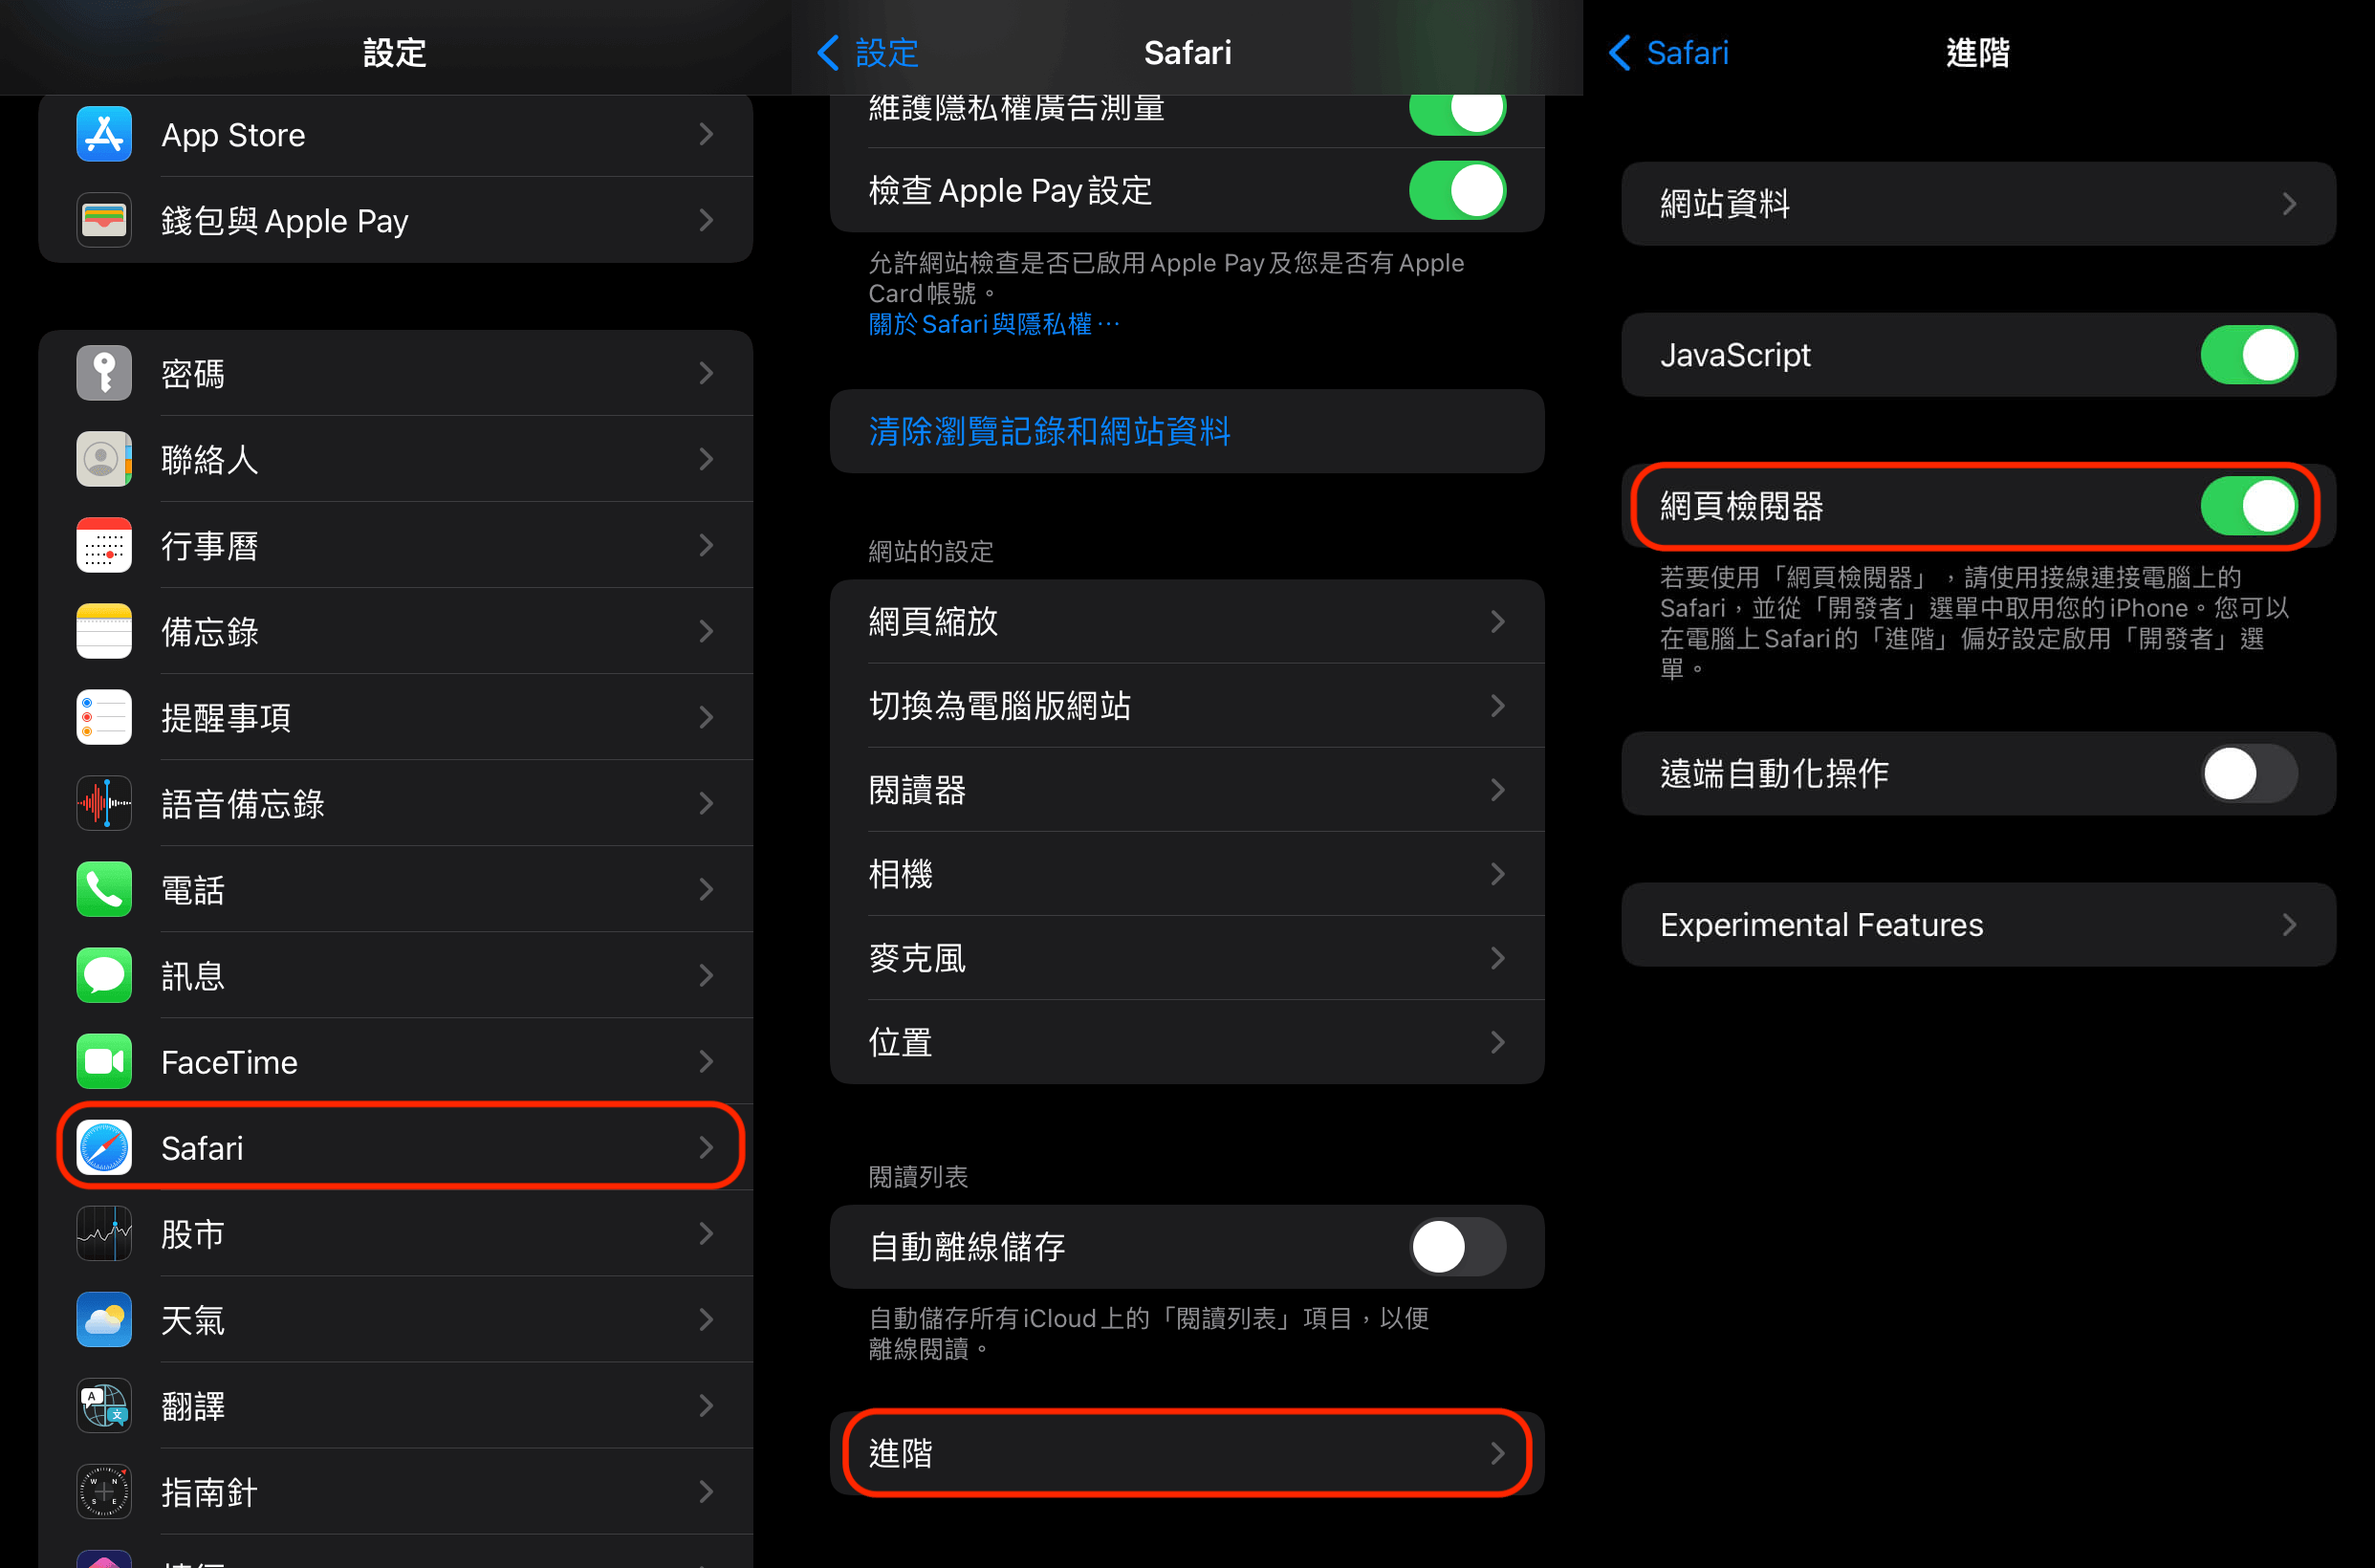 設定
App Store
錢包與 Apple Pay
密碼
聯絡人
行事曆
備忘錄
提醒事項
語音備忘錄
電話
訊息
FaceTime
Safari
股市
天氣
翻譯
指南針
設定
Safari
維護隱私權廣告測量
檢查 Apple Pay 設定
允許網站檢查是否已啟用 Apple Pay 及您是否有 Apple
Card 帳號。
關於 Safari 與隱私權⋯
清除瀏覽記錄和網站資料
網站的設定
網頁縮放
切換為電腦版網站
閱讀器
相機
麥克風
位置
閱讀列表
自動離線儲存
自動儲存所有 iCloud 上的「閱讀列表」項目，以便
離線閱讀。
進階
Safari
進階
網站資料
JavaScript
網頁檢閱器
若要使用「網頁檢閱器」，請使用接線連接電腦上的
Safari，並從「開發者」選單中取用您的 iPhone。您可以
在電腦上 Safari 的「進階」偏好設定啟用「開發者」選
單。
遠端自動化操作
Experimental Features